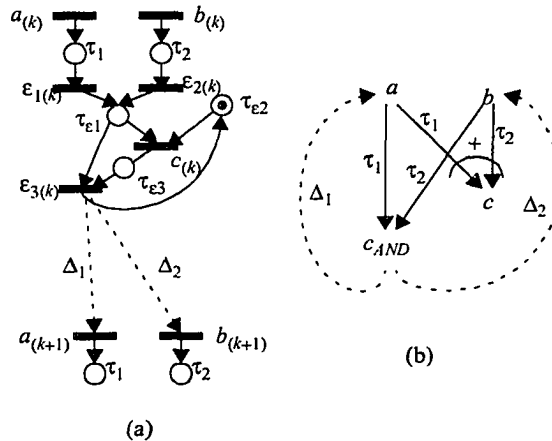 a(k) b(k)
τ1 τ2
ε1(k) ε2(k)
τε1 τε2
c(k)
τε3
ε3(k)
Δ1 Δ2
a(k+1) b(k+1)
τ1 τ2
(a)
a b
τ1 τ2
+
τ1 τ2
c
Δ1 Δ2
cAND
(b)